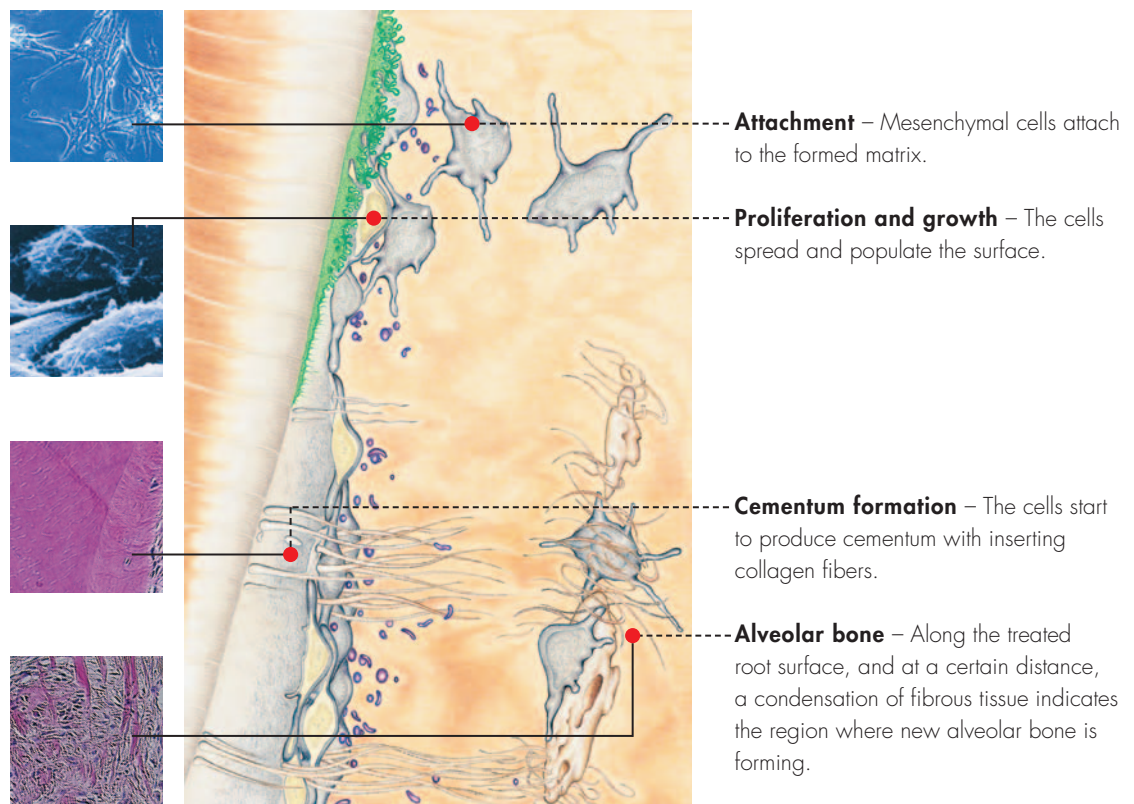 Attachment – Mesenchymal cells attach
to the formed matrix.
Proliferation and growth – The cells
spread and populate the surface.
Cementum formation – The cells start
to produce cementum with inserting
collagen fibers.
Alveolar bone – Along the treated
root surface, and at a certain distance,
a condensation of fibrous tissue indicates
the region where new alveolar bone is
forming.